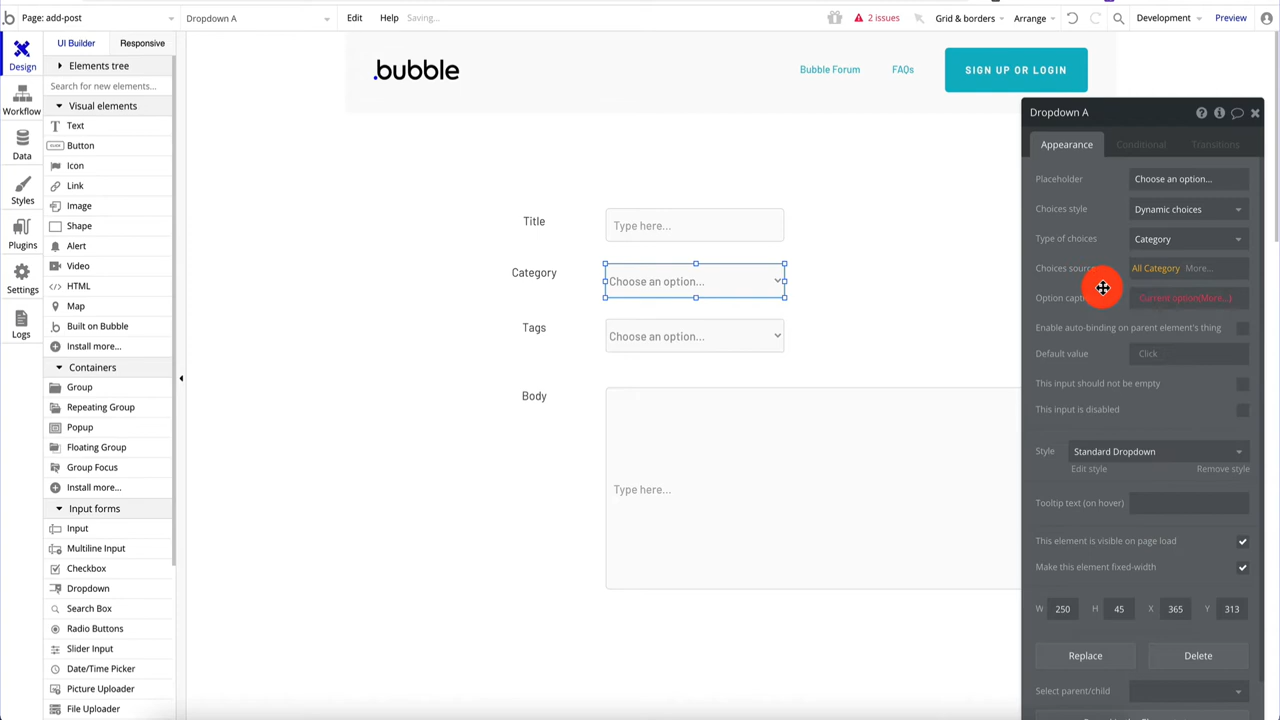 Page: add-post
Dropdown A
Edit
Help
Saving...
2 issues
Grid & borders
Arrange
Development
Preview
Design
Workflow
Data
Styles
Plugins
Settings
Logs
UI Builder
Responsive
Elements tree
Search for new elements...
Visual elements
Text
Button
Icon
Link
Image
Shape
Alert
Video
HTML
Map
Built on Bubble
Install more...
Containers
Group
Repeating Group
Popup
Floating Group
Group Focus
Install more...
Input forms
Input
Multiline Input
Checkbox
Dropdown
Search Box
Radio Buttons
Slider Input
Date/Time Picker
Picture Uploader
File Uploader
.bubble
Bubble Forum
FAQs
SIGN UP OR LOGIN
Title
Type here...
Category
Choose an option...
Tags
Choose an option...
Body
Type here...
Dropdown A
Appearance
Conditional
Transitions
Placeholder
Choose an option...
Choices style
Dynamic choices
Type of choices
Category
Choices source
All Category More...
Option
Current option(More...)
Enable auto-binding on parent element's thing
Default value
Click
This input should not be empty
This input is disabled
Style
Standard Dropdown
Edit style
Remove style
Tooltip text (on hover)
This element is visible on page load
Make this element fixed-width
W 250 H 45 X 365 Y 313
Replace
Delete
Select parent/child